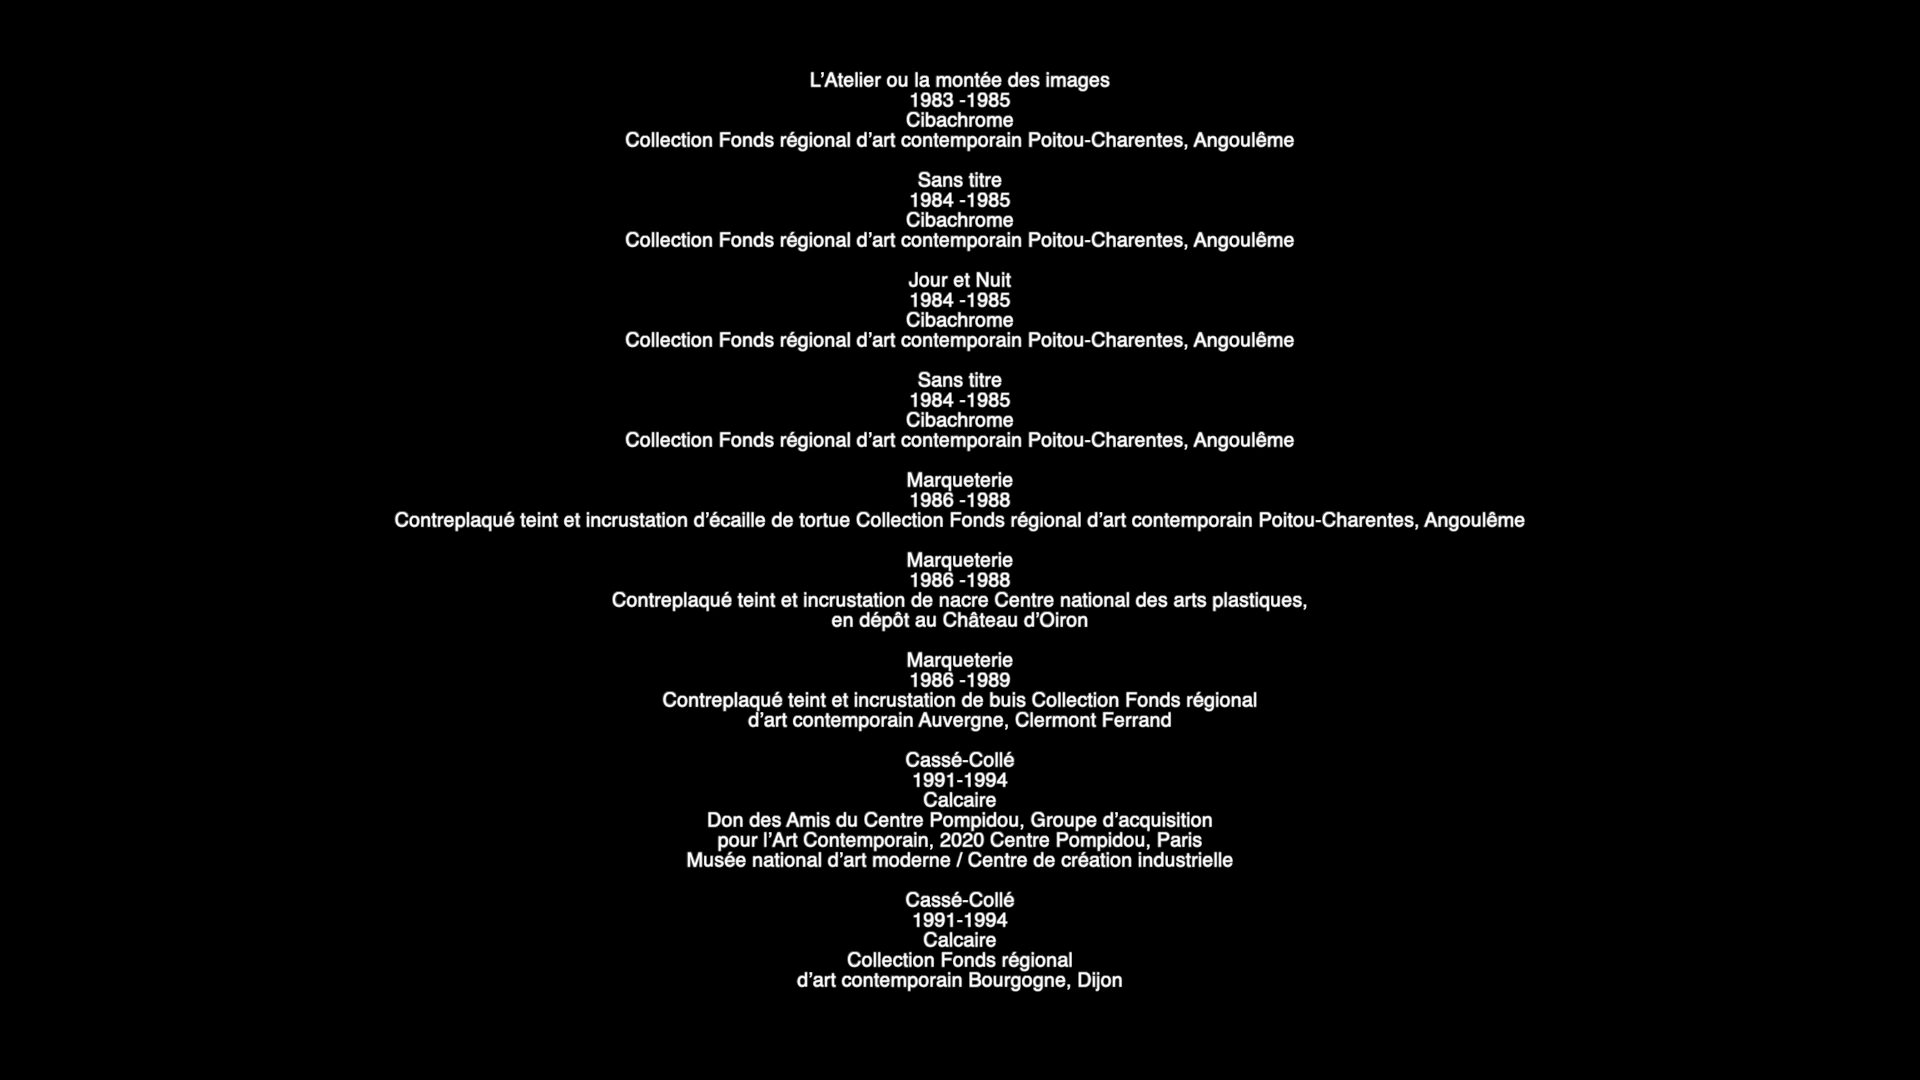 L’Atelier ou la montée des images
1983 -1985
Cibachrome
Collection Fonds régional d’art contemporain Poitou-Charentes, Angoulême
Sans titre
1984 -1985
Cibachrome
Collection Fonds régional d’art contemporain Poitou-Charentes, Angoulême
Jour et Nuit
1984 -1985
Cibachrome
Collection Fonds régional d’art contemporain Poitou-Charentes, Angoulême
Sans titre
1984 -1985
Cibachrome
Collection Fonds régional d’art contemporain Poitou-Charentes, Angoulême
Marqueterie
1986 -1988
Contreplaqué teint et incrustation d’écaille de tortue Collection Fonds régional d’art contemporain Poitou-Charentes, Angoulême
Marqueterie
1986 -1988
Contreplaqué teint et incrustation de nacre Centre national des arts plastiques,
en dépôt au Château d’Oiron
Marqueterie
1986 -1989
Contreplaqué teint et incrustation de buis Collection Fonds régional
d’art contemporain Auvergne, Clermont Ferrand
Cassé-Collé
1991-1994
Calcaire
Don des Amis du Centre Pompidou, Groupe d’acquisition
pour l’Art Contemporain, 2020 Centre Pompidou, Paris
Musée national d’art moderne / Centre de création industrielle
Cassé-Collé
1991-1994
Calcaire
Collection Fonds régional
d’art contemporain Bourgogne, Dijon